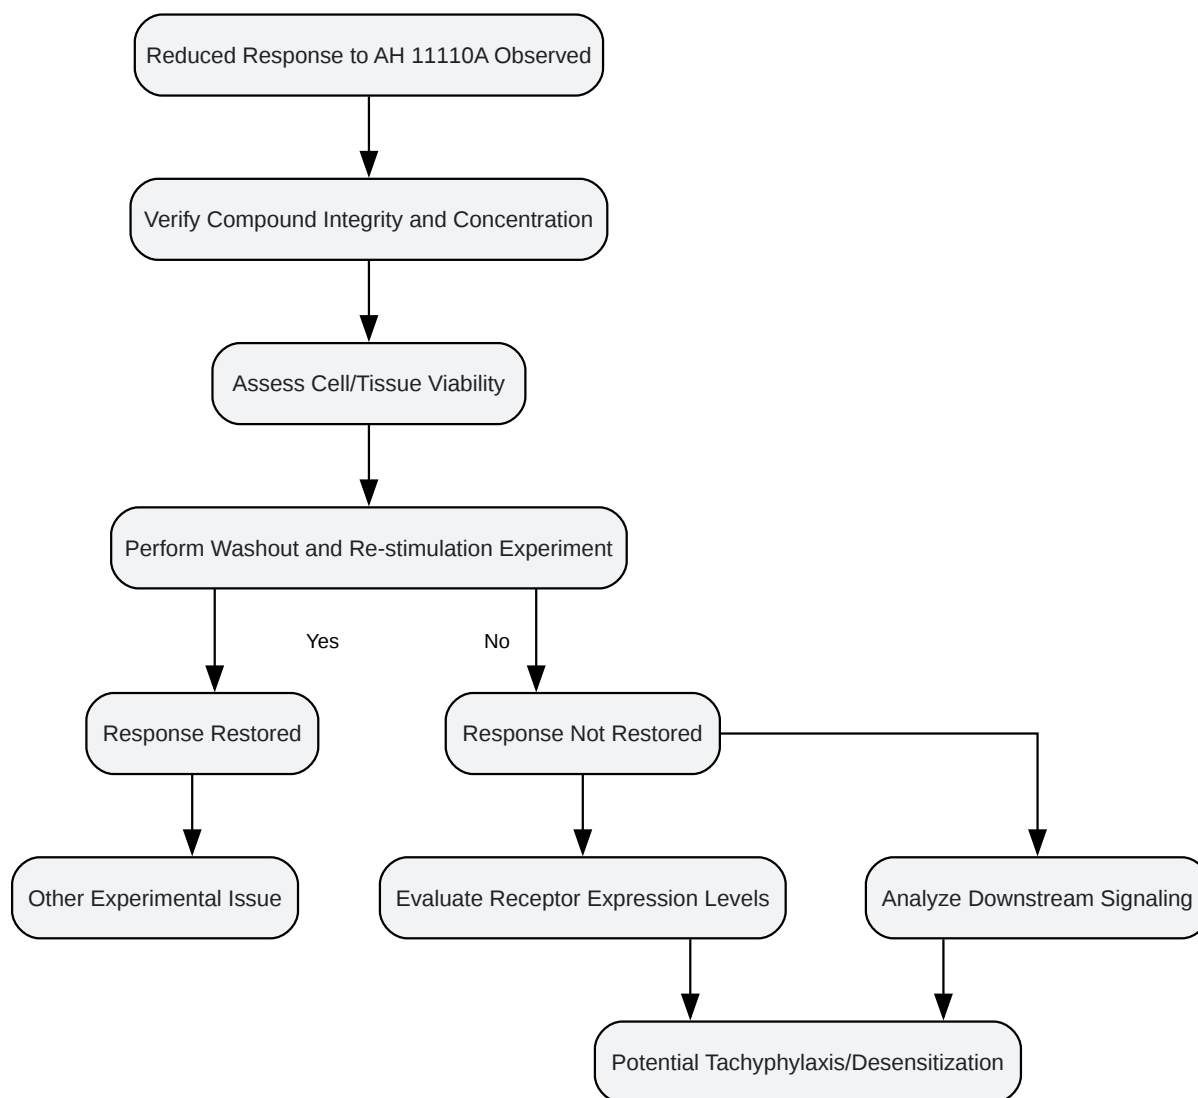 Reduced Response to AH 11110A Observed
Verify Compound Integrity and Concentration
Assess Cell/Tissue Viability
Perform Washout and Re-stimulation Experiment
Yes
No
Response Restored
Response Not Restored
Other Experimental Issue
Evaluate Receptor Expression Levels
Analyze Downstream Signaling
Potential Tachyphylaxis/Desensitization